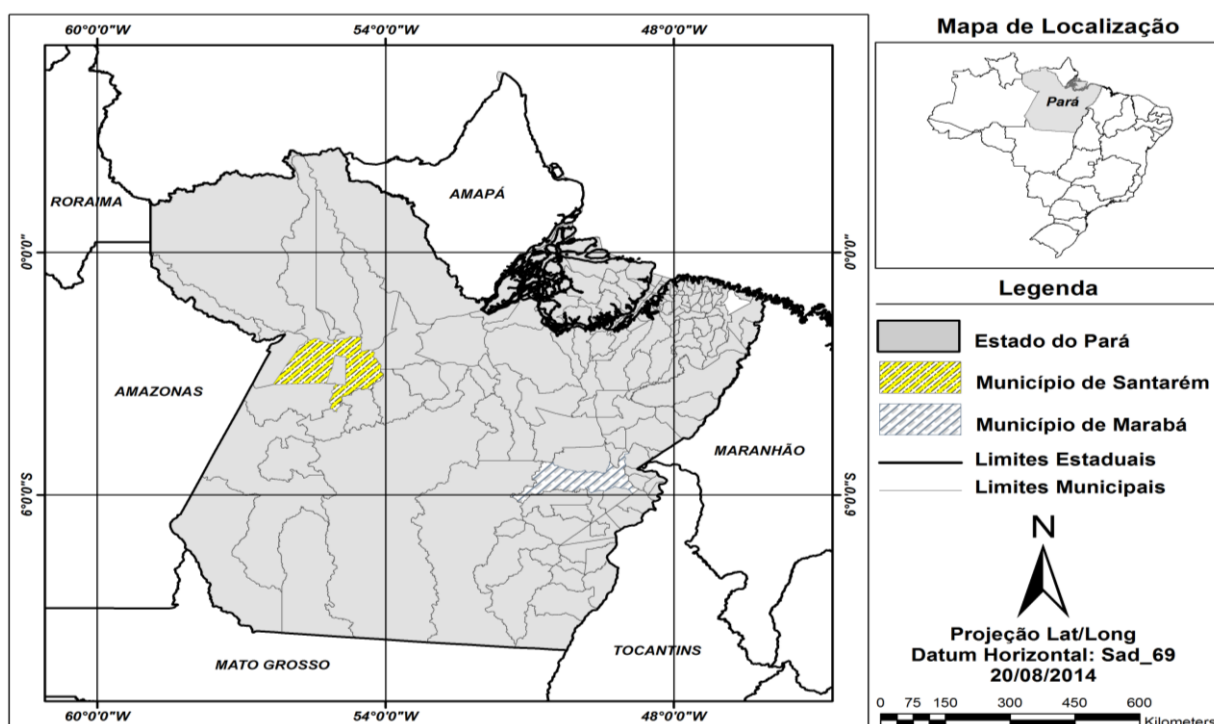 60°0'0"W 54°0'0"W 48°0'0"W
RORAIMA
AMAPÁ
0°0'0" 0°0'0"
AMAZONAS
MARANHÃO
6°0'0"S 6°0'0"S
MATO GROSSO
TOCANTINS
60°0'0"W 54°0'0"W 48°0'0"W
Mapa de Localização
Pará
Legenda
Estado do Pará
Município de Santarém
Município de Marabá
Limites Estaduais
Limites Municipais
N
Projeção Lat/Long
Datum Horizontal: Sad_69
20/08/2014
0 75 150 300 450 600
Kilometers